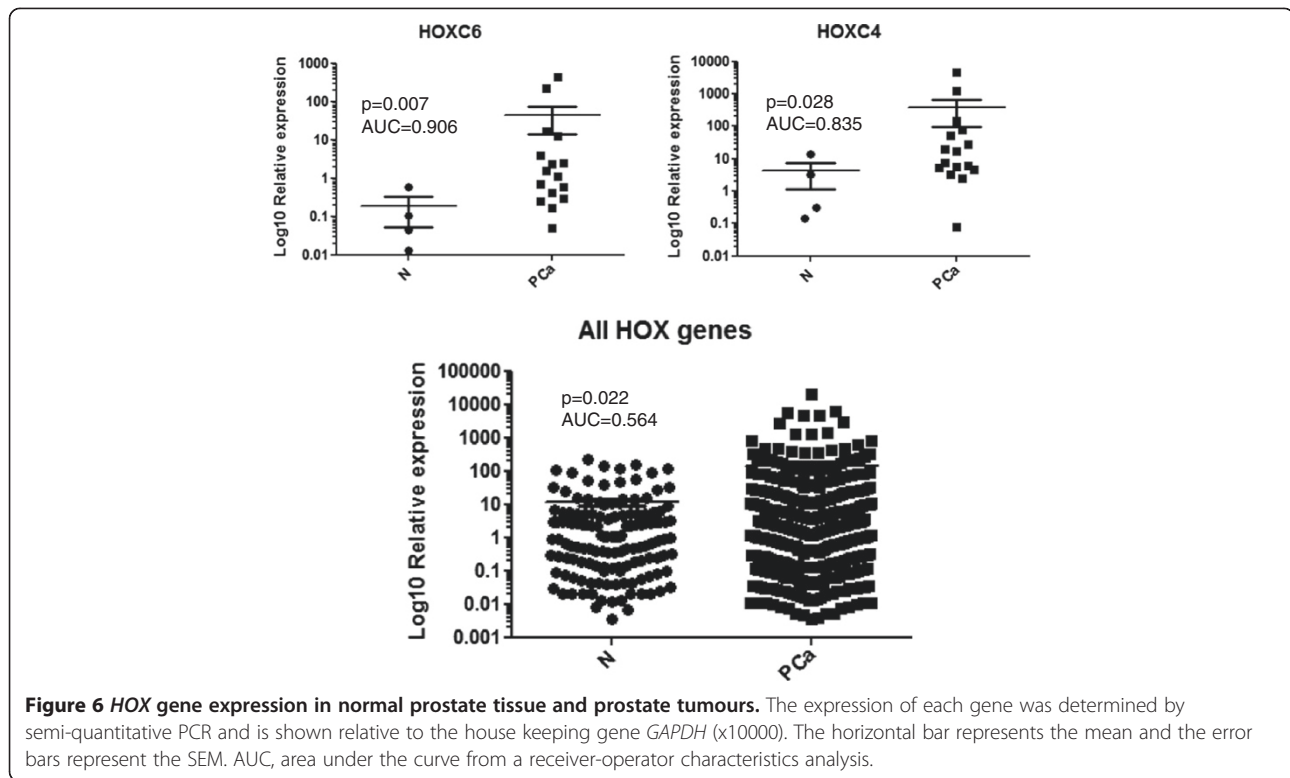 HOXC6
Log10 Relative expression
1000
100
10
1
0.1
0.01
p=0.007
AUC=0.906
N
PCa
HOXC4
Log10 Relative expression
10000
1000
100
10
1
0.1
0.01
p=0.028
AUC=0.835
N
PCa
All HOX genes
Log10 Relative expression
100000
10000
1000
100
10
1
0.1
0.01
0.001
p=0.022
AUC=0.564
N
PCa
Figure 6 HOX gene expression in normal prostate tissue and prostate tumours. The expression of each gene was determined by
semi-quantitative PCR and is shown relative to the house keeping gene GAPDH (x10000). The horizontal bar represents the mean and the error
bars represent the SEM. AUC, area under the curve from a receiver-operator characteristics analysis.